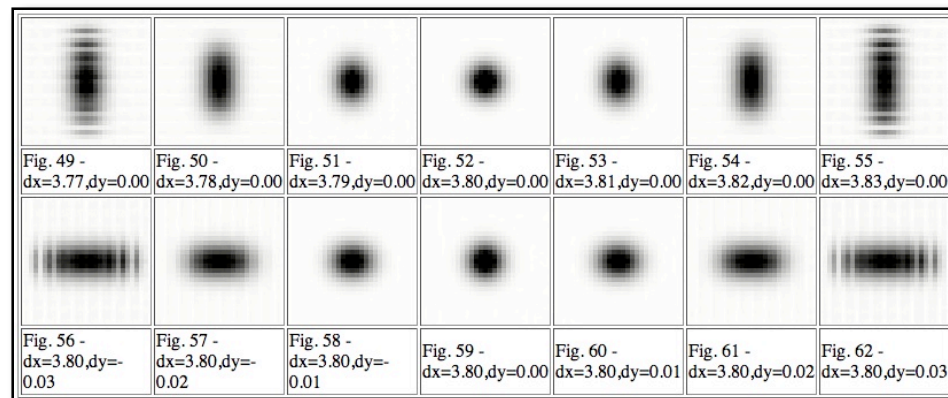 Fig. 49 -
dx=3.77,dy=0.00
Fig. 50 -
dx=3.78,dy=0.00
Fig. 51 -
dx=3.79,dy=0.00
Fig. 52 -
dx=3.80,dy=0.00
Fig. 53 -
dx=3.81,dy=0.00
Fig. 54 -
dx=3.82,dy=0.00
Fig. 55 -
dx=3.83,dy=0.00
Fig. 56 -
dx=3.80,dy=-
0.03
Fig. 57 -
dx=3.80,dy=-
0.02
Fig. 58 -
dx=3.80,dy=-
0.01
Fig. 59 -
dx=3.80,dy=0.00
Fig. 60 -
dx=3.80,dy=0.01
Fig. 61 -
dx=3.80,dy=0.02
Fig. 62 -
dx=3.80,dy=0.03